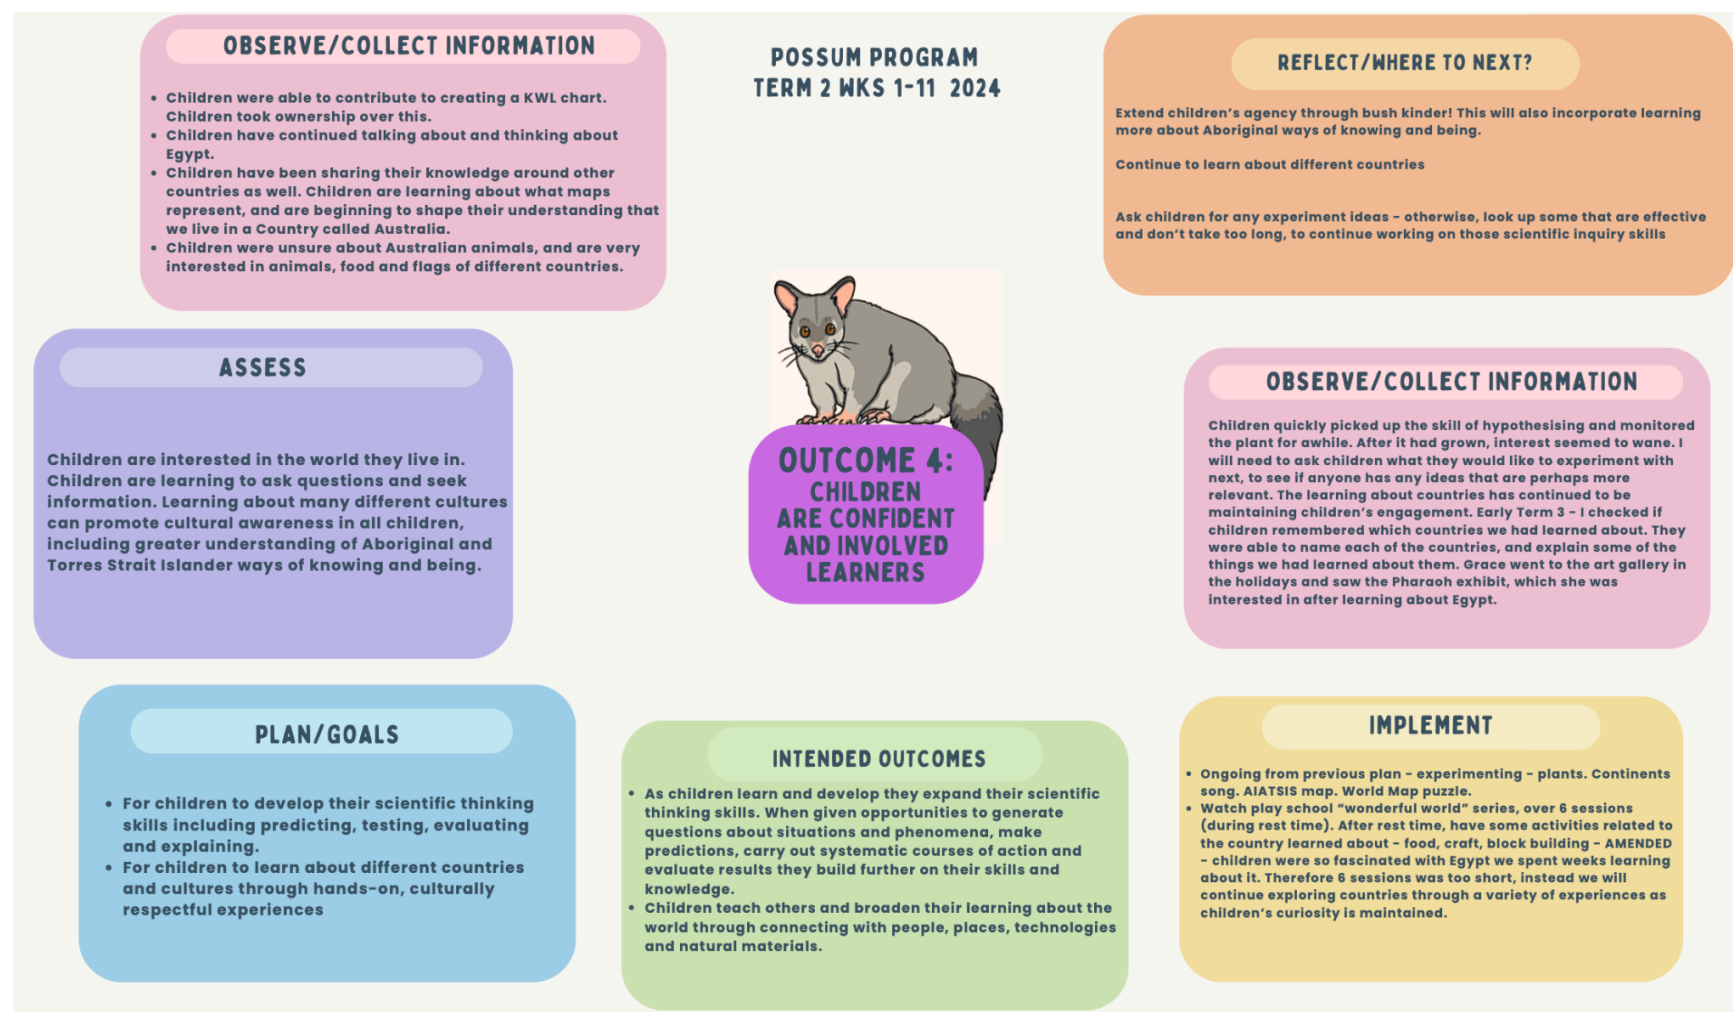 OBSERVE/COLLECT INFORMATION
• Children were able to contribute to creating a KWL chart.
Children took ownership over this.
• Children have continued talking about and thinking about
Egypt.
• Children have been sharing their knowledge around other
countries as well. Children are learning about what maps
represent, and are beginning to shape their understanding that
we live in a Country called Australia.
• Children were unsure about Australian animals, and are very
interested in animals, food and flags of different countries.
POSSUM PROGRAM
TERM 2 WKS 1-11 2024
REFLECT/WHERE TO NEXT?
Extend children’s agency through bush kinder! This will also incorporate learning
more about Aboriginal ways of knowing and being.
Continue to learn about different countries
Ask children for any experiment ideas - otherwise, look up some that are effective
and don’t take too long, to continue working on those scientific inquiry skills
ASSESS
Children are interested in the world they live in.
Children are learning to ask questions and seek
information. Learning about many different cultures
can promote cultural awareness in all children,
including greater understanding of Aboriginal and
Torres Strait Islander ways of knowing and being.
OUTCOME 4:
CHILDREN
ARE CONFIDENT
AND INVOLVED
LEARNERS
OBSERVE/COLLECT INFORMATION
Children quickly picked up the skill of hypothesising and monitored
the plant for awhile. After it had grown, interest seemed to wane. I
will need to ask children what they would like to experiment with
next, to see if anyone has any ideas that are perhaps more
relevant. The learning about countries has continued to be
maintaining children’s engagement. Early Term 3 - I checked if
children remembered which countries we had learned about. They
were able to name each of the countries, and explain some of the
things we had learned about them. Grace went to the art gallery in
the holidays and saw the Pharaoh exhibit, which she was
interested in after learning about Egypt.
PLAN/GOALS
• For children to develop their scientific thinking
skills including predicting, testing, evaluating
and explaining.
• For children to learn about different countries
and cultures through hands-on, culturally
respectful experiences
INTENDED OUTCOMES
• As children learn and develop they expand their scientific
thinking skills. When given opportunities to generate
questions about situations and phenomena, make
predictions, carry out systematic courses of action and
evaluate results they build further on their skills and
knowledge.
• Children teach others and broaden their learning about the
world through connecting with people, places, technologies
and natural materials.
IMPLEMENT
• Ongoing from previous plan - experimenting - plants. Continents
song. AIATSIS map. World Map puzzle.
• Watch play school “wonderful world” series, over 6 sessions
(during rest time). After rest time, have some activities related to
the country learned about - food, craft, block building - AMENDED
- children were so fascinated with Egypt we spent weeks learning
about it. Therefore 6 sessions was too short, instead we will
continue exploring countries through a variety of experiences as
children’s curiosity is maintained.